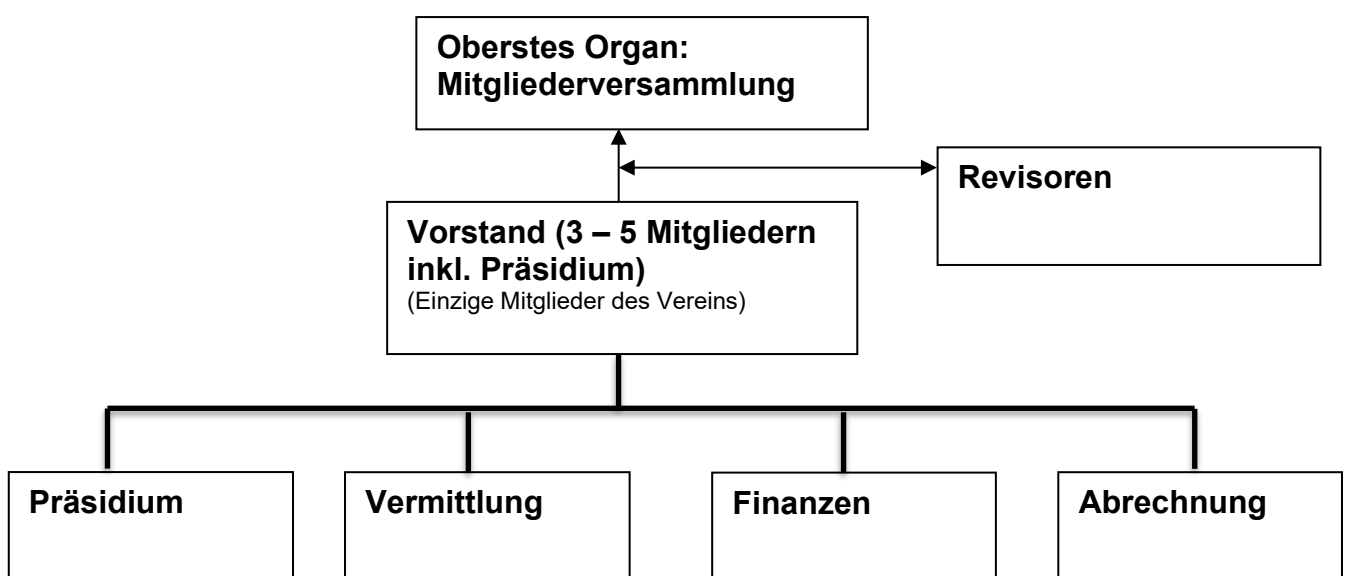 Oberstes Organ:
Mitgliederversammlung
Revisoren
Vorstand (3 – 5 Mitgliedern
inkl. Präsidium)
(Einzige Mitglieder des Vereins)
Präsidium
Vermittlung
Finanzen
Abrechnung